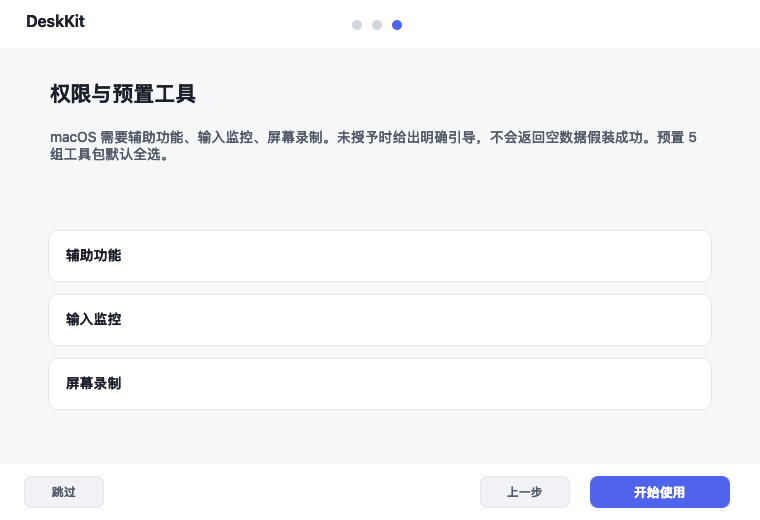 DeskKit
权限与预置工具
macOS 需要辅助功能、输入监控、屏幕录制。未授予时给出明确引导，不会返回空数据假装成功。预置 5
组工具包默认全选。
辅助功能
输入监控
屏幕录制
跳过
上一步
开始使用